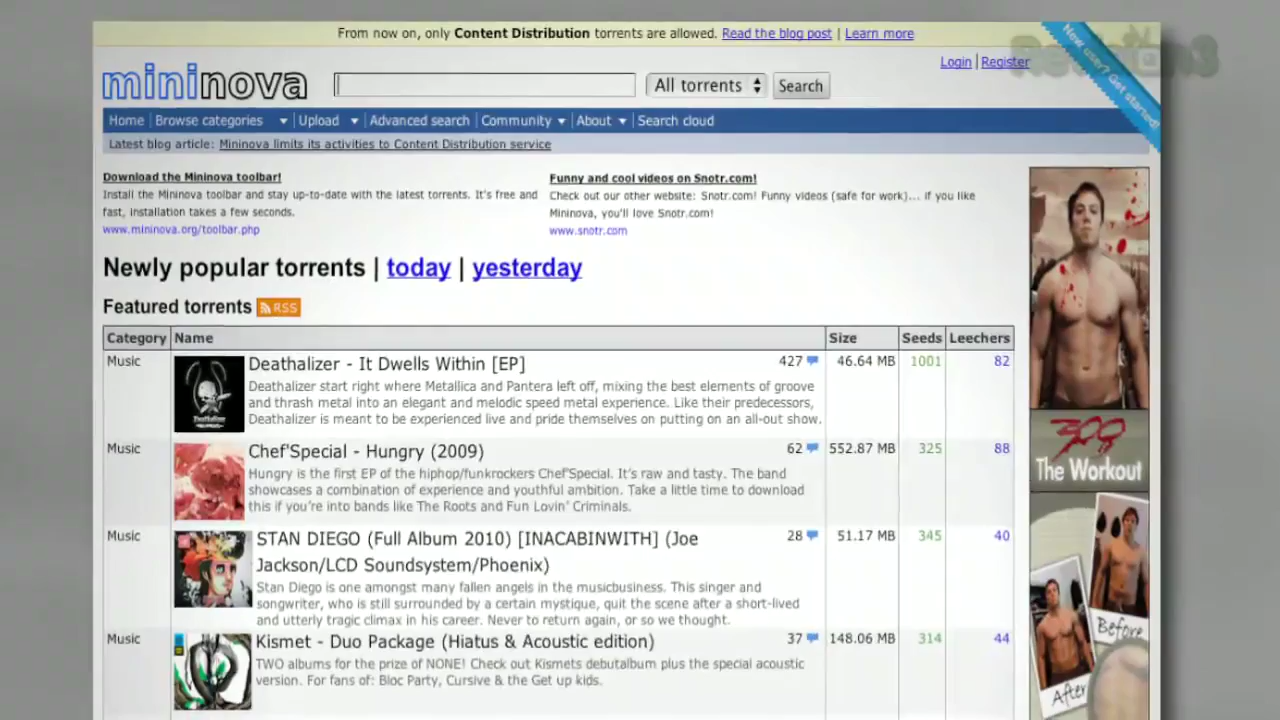 From now on, only Content Distribution torrents are allowed. Read the blog post | Learn more
Revision3
Login | Register
New user? Get started!
mininova
All torrents
Search
Home | Browse categories | Upload | Advanced search | Community | About | Search cloud
Latest blog article: Mininova limits its activities to Content Distribution service
Download the Mininova toolbar!
Install the Mininova toolbar and stay up-to-date with the latest torrents. It's free and
fast, installation takes a few seconds.
www.mininova.org/toolbar.php
Funny and cool videos on Snotr.com!
Check out our other website: Snotr.com! Funny videos (safe for work)... if you like
Mininova, you'll love Snotr.com!
www.snotr.com
Newly popular torrents | today | yesterday
Featured torrents RSS
Category Name Size Seeds Leechers
Music Deathalizer - It Dwells Within [EP] 427 46.64 MB 1001 82
Deathalizer start right where Metallica and Pantera left off, mixing the best elements of groove
and thrash metal into an elegant and melodic speed metal experience. Like their predecessors,
Deathalizer is meant to be experienced live and pride themselves on putting on an all-out show.
Deathalizer
Music Chef'Special - Hungry (2009) 62 552.87 MB 325 88
Hungry is the first EP of the hiphop/funkrockers Chef'Special. It's raw and tasty. The band
showcases a combination of experience and youthful ambition. Take a little time to download
this if you're into bands like The Roots and Fun Lovin' Criminals.
Music STAN DIEGO (Full Album 2010) [INACABINWITH] (Joe 28 51.17 MB 345 40
Jackson/LCD Soundsystem/Phoenix)
Stan Diego is one amongst many fallen angels in the musicbusiness. This singer and
songwriter, who is still surrounded by a certain mystique, quit the scene after a short-lived
and utterly tragic climax in his career. Never to return again, or so we thought.
Music Kismet - Duo Package (Hiatus & Acoustic edition) 37 148.06 MB 314 44
TWO albums for the prize of NONE! Check out Kismets debutalbum plus the special acoustic
version. For fans of: Bloc Party, Cursive & the Get up kids.
300
The Workout
Before
After